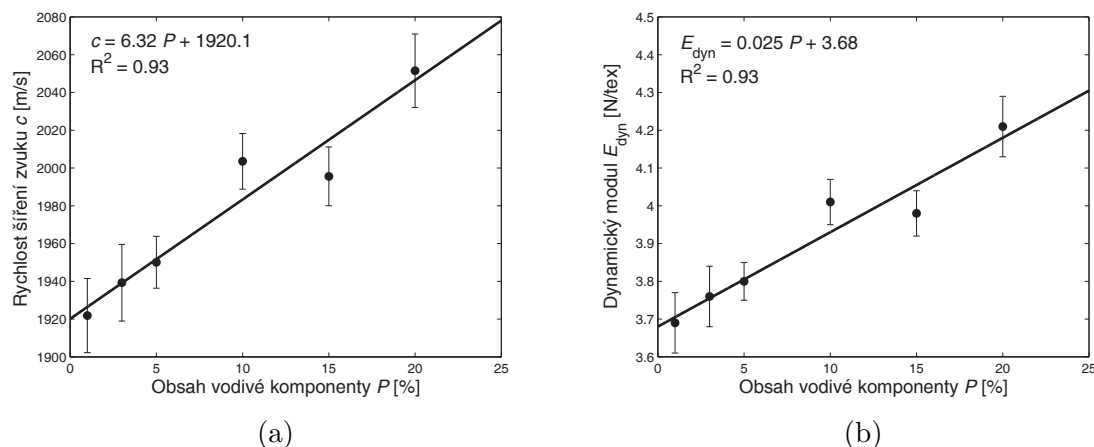 2080
2060
2040
2020
2000
1980
1960
1940
1920
1900
0 5 10 15 20 25
Rychlost šíření zvuku c [m/s]
Obsah vodivé komponenty P [%]
c = 6.32 P + 1920.1
R² = 0.93
(a)
4.5
4.4
4.3
4.2
4.1
4
3.9
3.8
3.7
3.6
0 5 10 15 20 25
Dynamický modul E_dyn [N/tex]
Obsah vodivé komponenty P [%]
E_dyn = 0.025 P + 3.68
R² = 0.93
(b)